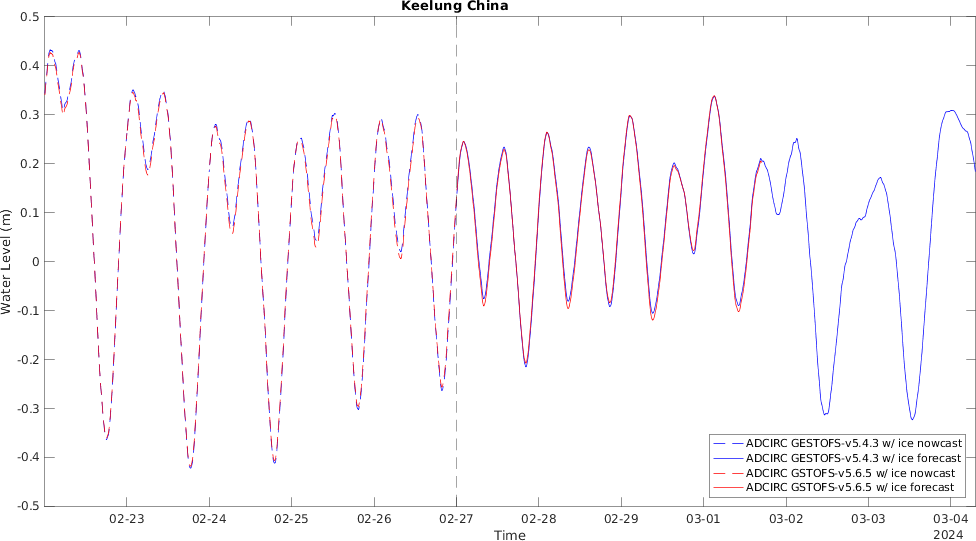 Keelung China
0.5
0.4
0.3
0.2
0.1
0
-0.1
-0.2
-0.3
-0.4
-0.5
Water Level (m)
02-23 02-24 02-25 02-26 02-27 02-28 02-29 03-01 03-02 03-03 03-04
2024
Time
ADCIRC GESTOFS-v5.4.3 w/ ice nowcast
ADCIRC GESTOFS-v5.4.3 w/ ice forecast
ADCIRC GSTOFS-v5.6.5 w/ ice nowcast
ADCIRC GSTOFS-v5.6.5 w/ ice forecast